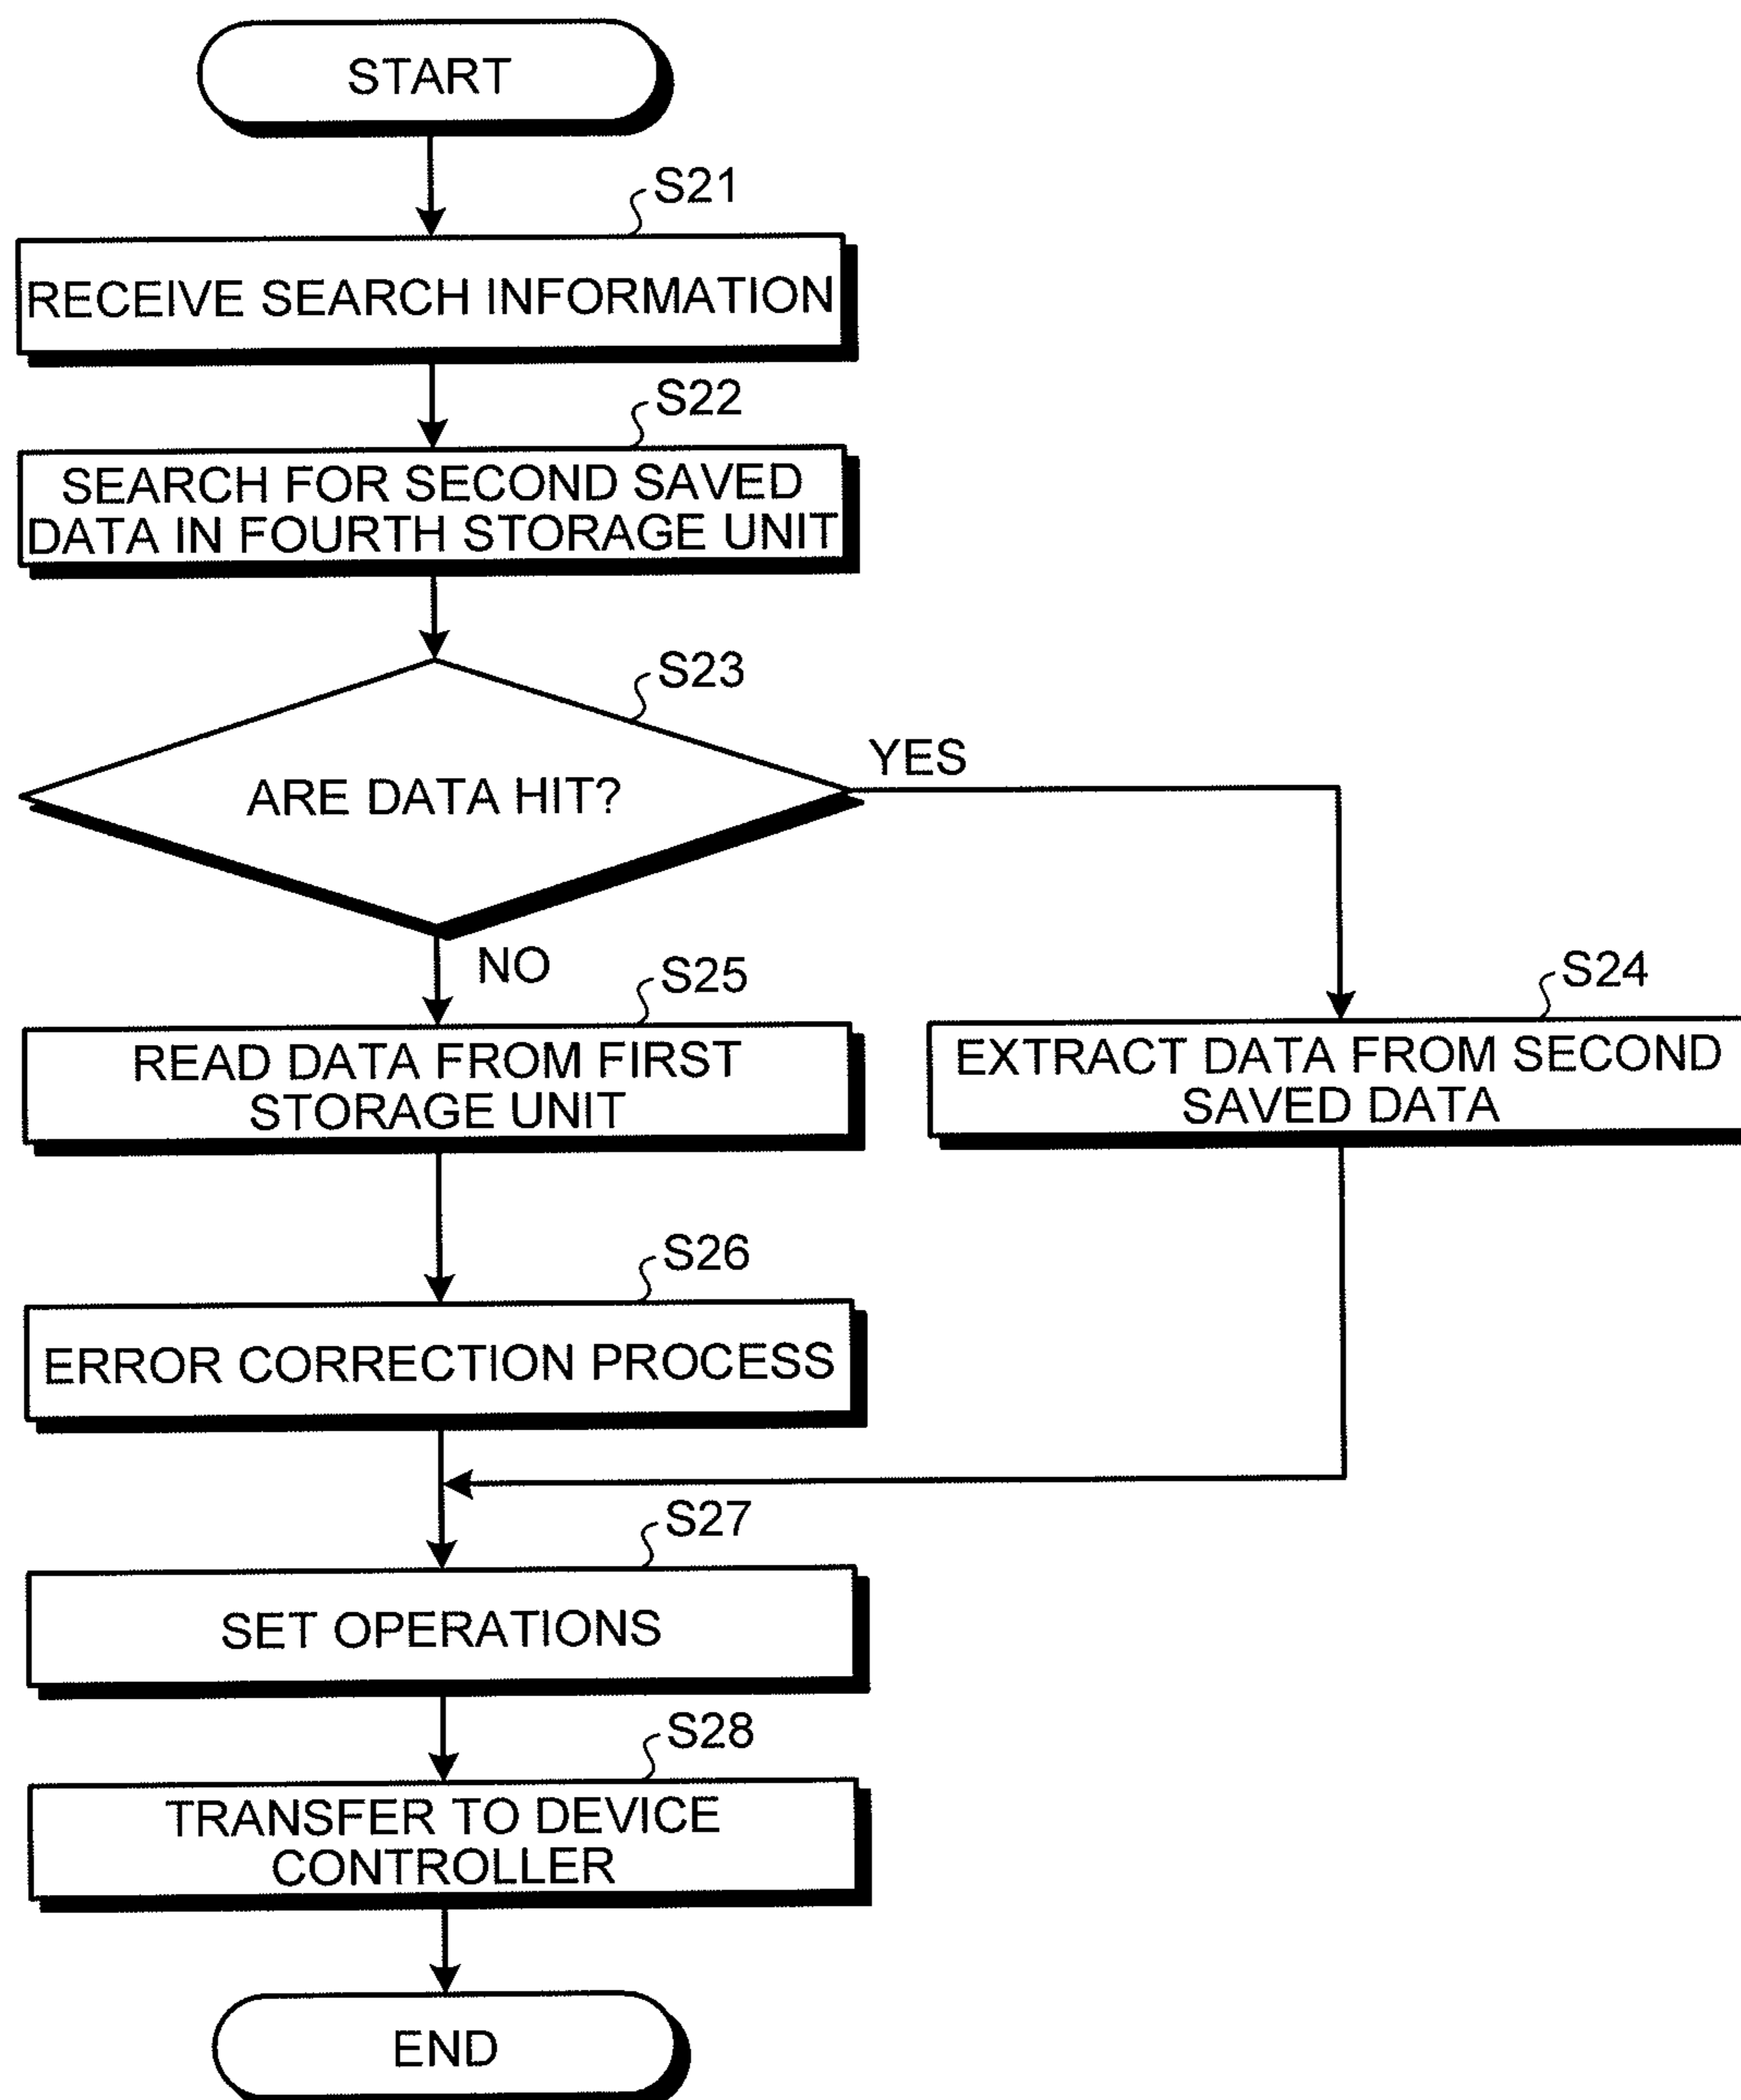 START
S21
RECEIVE SEARCH INFORMATION
S22
SEARCH FOR SECOND SAVED
DATA IN FOURTH STORAGE UNIT
S23
ARE DATA HIT?
YES
NO
S25
READ DATA FROM FIRST
STORAGE UNIT
S24
EXTRACT DATA FROM SECOND
SAVED DATA
S26
ERROR CORRECTION PROCESS
S27
SET OPERATIONS
S28
TRANSFER TO DEVICE
CONTROLLER
END